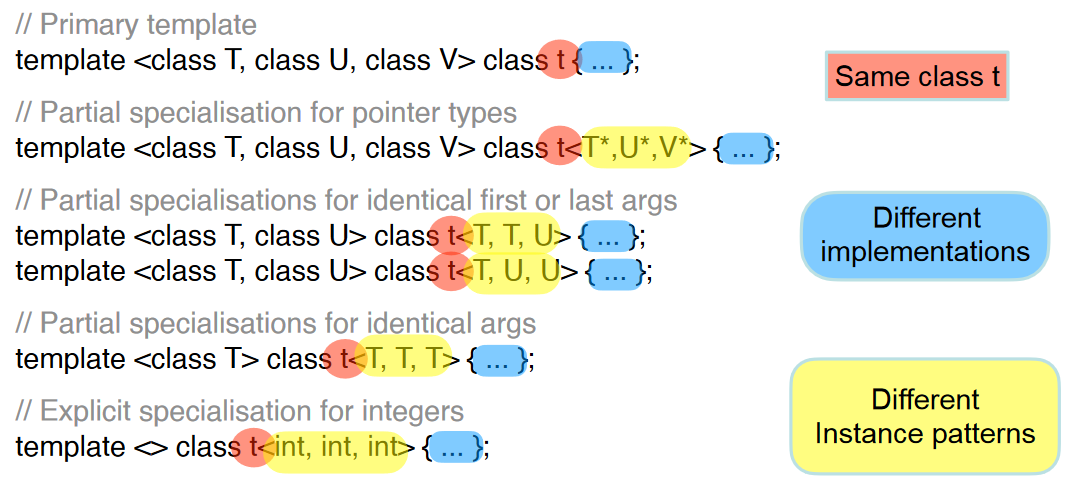 // Primary template
template <class T, class U, class V> class t { ... };
// Partial specialisation for pointer types
template <class T, class U, class V> class t<T*,U*,V*> { ... };
// Partial specialisations for identical first or last args
template <class T, class U> class t<T, T, U> { ... };
template <class T, class U> class t<T, U, U> { ... };
// Partial specialisations for identical args
template <class T> class t<T, T, T> { ... };
// Explicit specialisation for integers
template <> class t<int, int, int> { ... };
Same class t
Different
implementations
Different
Instance patterns